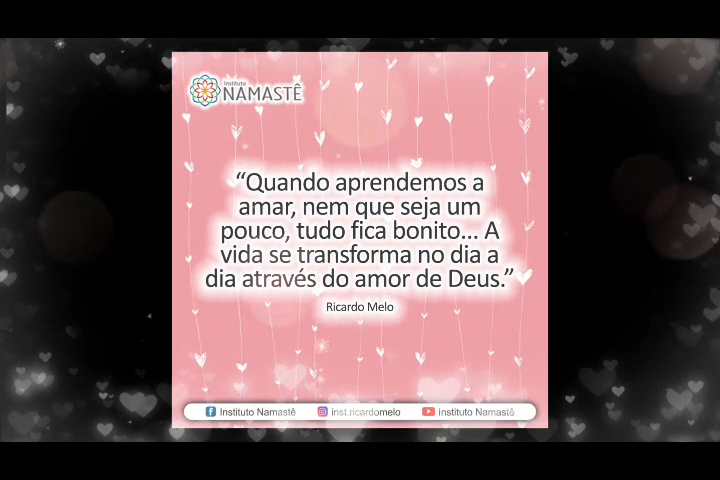 Instituto
NAMASTÊ
“Quando aprendemos a
amar, nem que seja um
pouco, tudo fica bonito... A
vida se transforma no dia a
dia através do amor de Deus.”
Ricardo Melo
Instituto Namastê inst.ricardomelo instituto Namastê